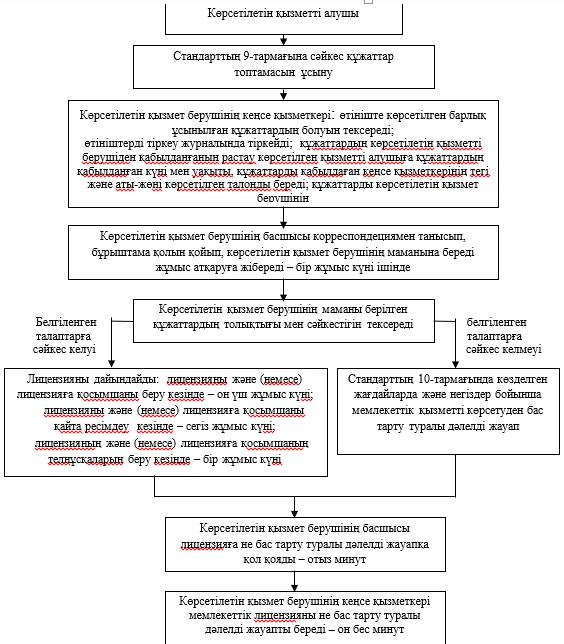 Көрсетілетін қызметті алушы
Стандарттың 9-тармағына сәйкес құжаттар
топтамасын ұсыну
Көрсетілетін қызмет берушінің кеңсе қызметкері: өтініште көрсетілген барлық
ұсынылған құжаттардың болуын тексереді;
өтініштерді тіркеу журналында тіркейді; құжаттардың көрсетілетін қызметті
берушіден қабылданғанын растау көрсетілген қызметті алушыға құжаттардың
қабылданған күні мен уақыты, құжаттарды қабылдаған кеңсе қызметкерінің тегі
және аты-жөні көрсетілген талонды береді; құжаттарды көрсетілетін қызмет
берушінің
Көрсетілетін қызмет берушінің басшысы корреспонденциямен танысып,
бұрыштама қолын қойып, көрсетілетін қызмет берушінің маманына береді
жұмыс атқаруға жібереді – бір жұмыс күні ішінде
Көрсетілетін қызмет берушінің маманы берілген
құжаттардың толықтығы мен сәйкестігін тексереді
Белгіленген
талаптарға
сәйкес келуі
белгіленген
талаптарға
сәйкес келмеуі
Лицензияны дайындайды: лицензияны және (немесе)
лицензияға қосымшаны беру кезінде – он үш жұмыс күні;
лицензияны және (немесе) лицензияға қосымшаны
қайта ресімдеу кезінде – сегіз жұмыс күні;
лицензияның және (немесе) лицензияға қосымшаның
телнұсқаларын беру кезінде – бір жұмыс күні
Стандарттың 10-тармағында көзделген
жағдайларда және негіздер бойынша
мемлекеттік қызметті көрсетуден бас
тарту туралы дәлелді жауап
Көрсетілетін қызмет берушінің басшысы
лицензияға не бас тарту туралы дәлелді жауапқа
қол қояды – отыз минут
Көрсетілетін қызмет берушінің кеңсе қызметкері
мемлекеттік лицензияны не бас тарту туралы
дәлелді жауапты береді – он бес минут